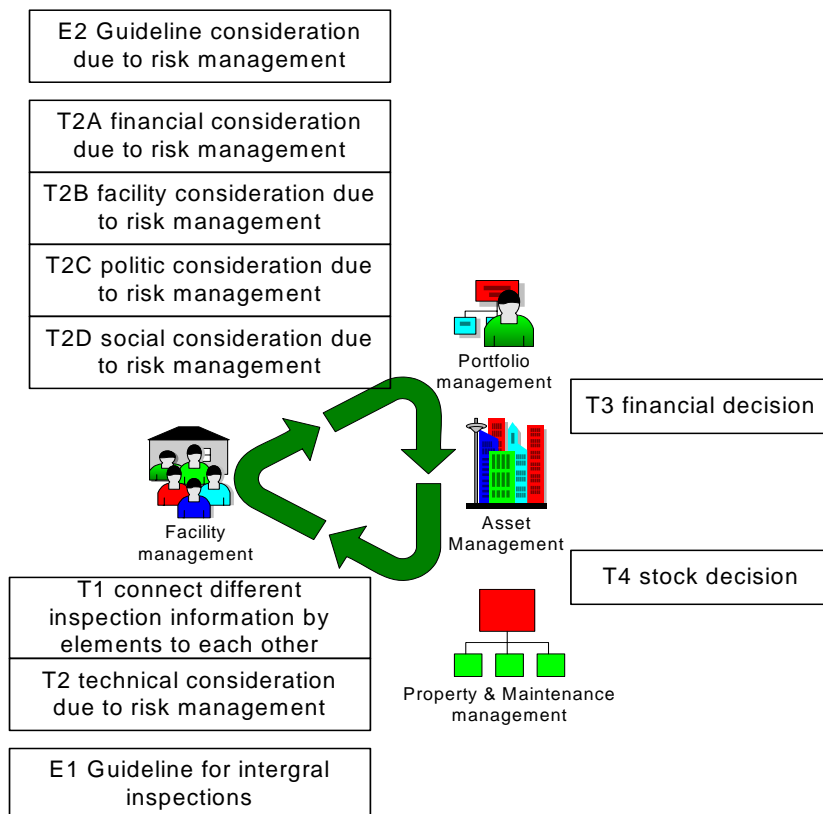 E2 Guideline consideration
due to risk management
T2A financial consideration
due to risk management
T2B facility consideration due
to risk management
T2C politic consideration due
to risk management
T2D social consideration due
to risk management
Portfolio
management
T3 financial decision
Facility
management
Asset
Management
T4 stock decision
T1 connect different
inspection information by
elements to each other
T2 technical consideration
due to risk management
Property & Maintenance
management
E1 Guideline for intergral
inspections